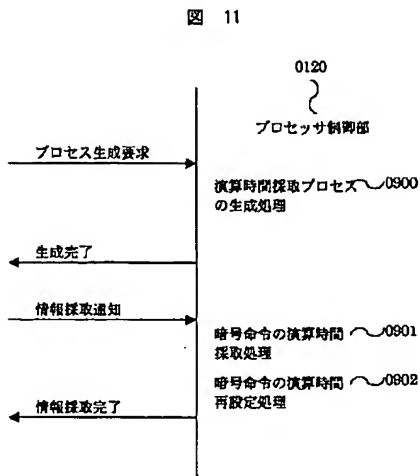 図 11
0120
プロセッサ制御部
プロセス生成要求
演算時間採取プロセス 0900
の生成処理
生成完了
情報採取通知
暗号命令の演算時間 0901
採取処理
暗号命令の演算時間 0902
再設定処理
情報採取完了